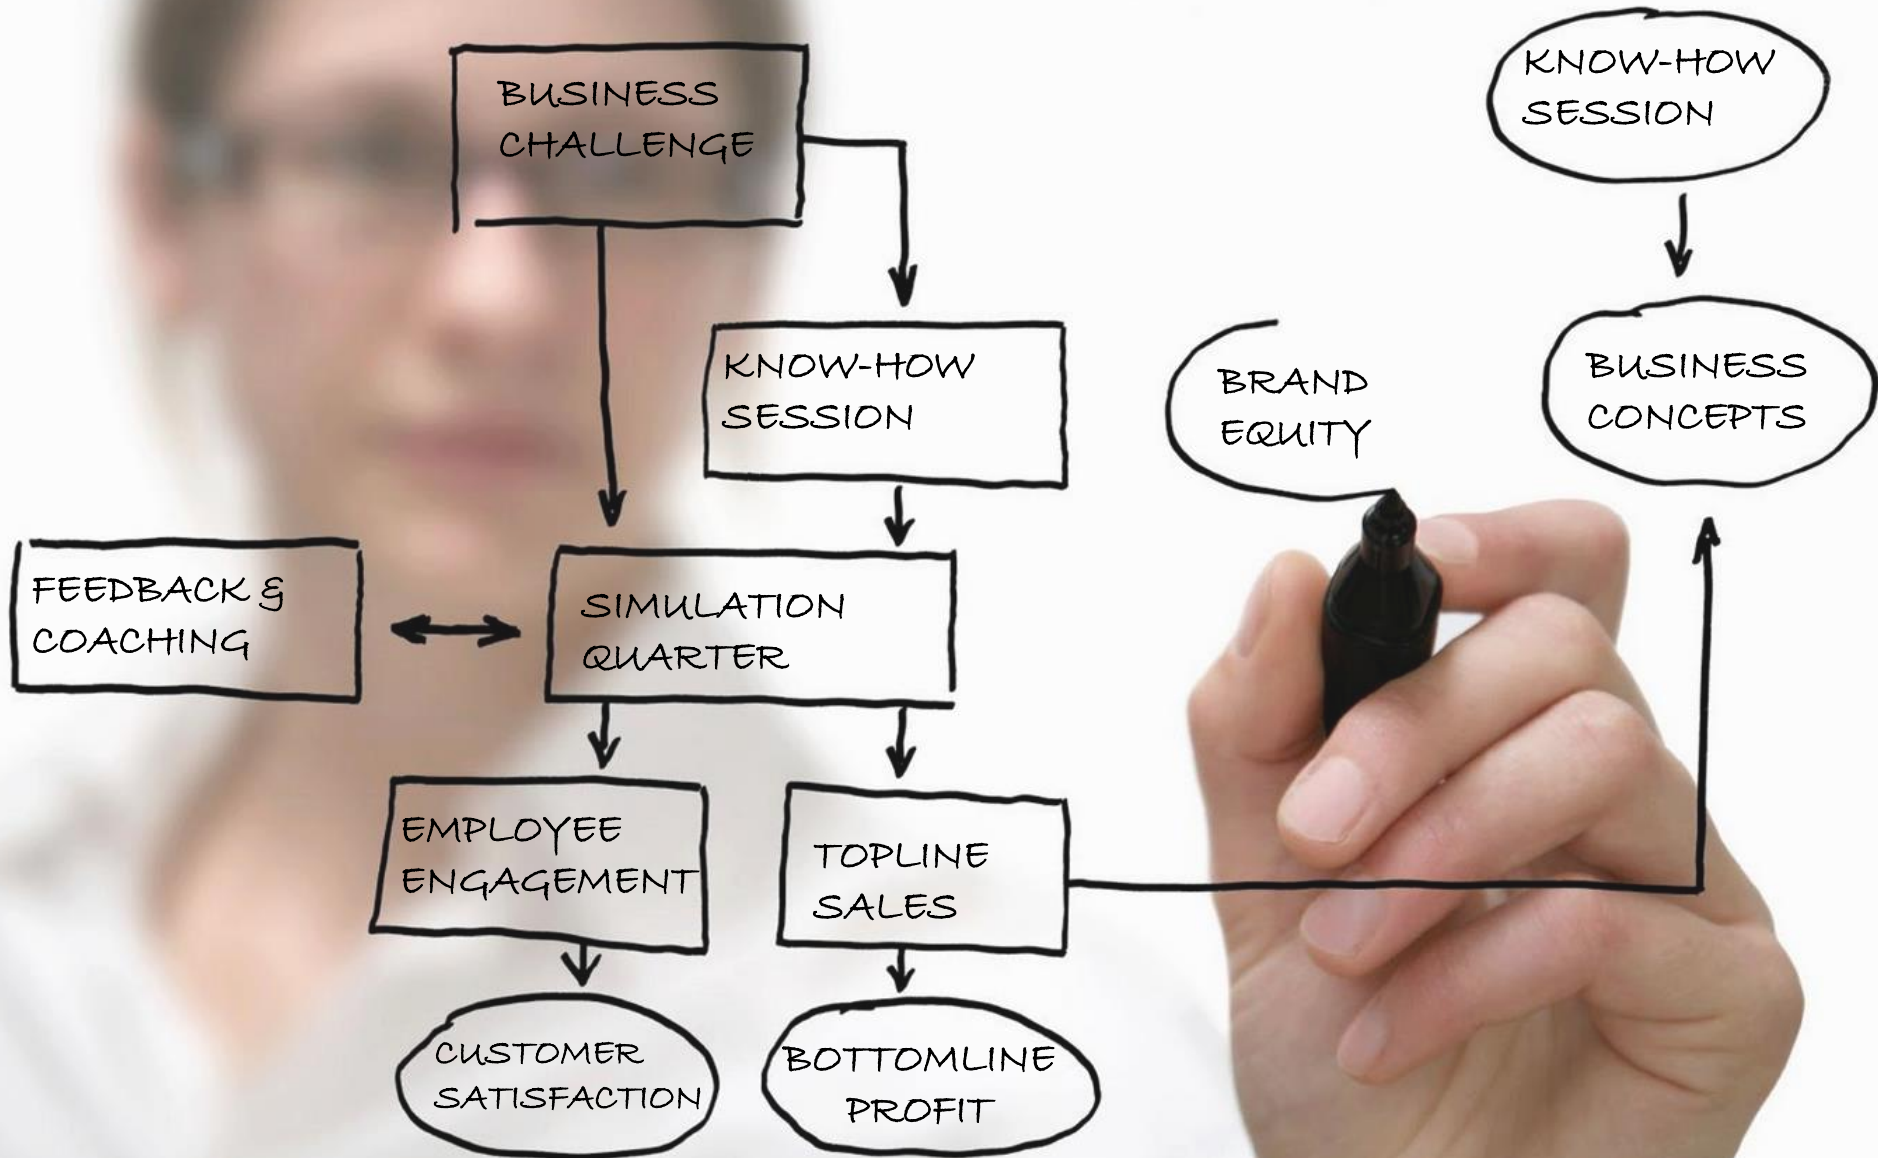 BUSINESS
CHALLENGE
KNOW-HOW
SESSION
KNOW-HOW
SESSION
BRAND
EQUITY
BUSINESS
CONCEPTS
FEEDBACK &
COACHING
SIMULATION
QUARTER
EMPLOYEE
ENGAGEMENT
TOPLINE
SALES
CUSTOMER
SATISFACTION
BOTTOMLINE
PROFIT